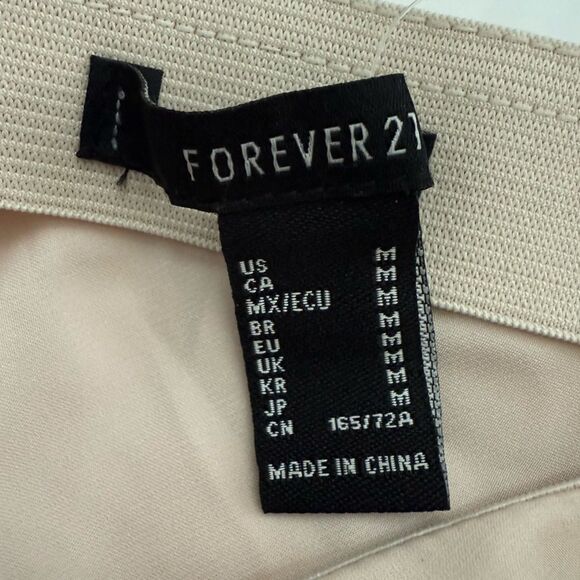 FOREVER 21
US M
CA M
MX/ECU M
BR M
EU M
UK M
KR M
JP M
CN 165/72A
MADE IN CHINA